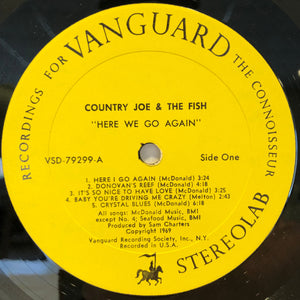 RECORDINGS FOR VANGUARD THE CONNOISSEUR
COUNTRY JOE & THE FISH
"HERE WE GO AGAIN"
VSD-79299-A Side One
1. HERE I GO AGAIN (McDonald) 3:25
2. DONOVAN'S REEF (McDonald) 4:18
3. IT'S SO NICE TO HAVE LOVE (McDonald) 3:25
4. BABY YOU'RE DRIVING ME CRAZY (Melton) 2:43
5. CRYSTAL BLUES (McDonald) 6:18
All songs: McDonald Music, BMI
except No. 4; Seafood Music, BMI
Produced by Sam Charters
Copyright 1969
Vanguard Recording Society, Inc., N.Y.
Recorded in U.S.A.
STEREOLAB